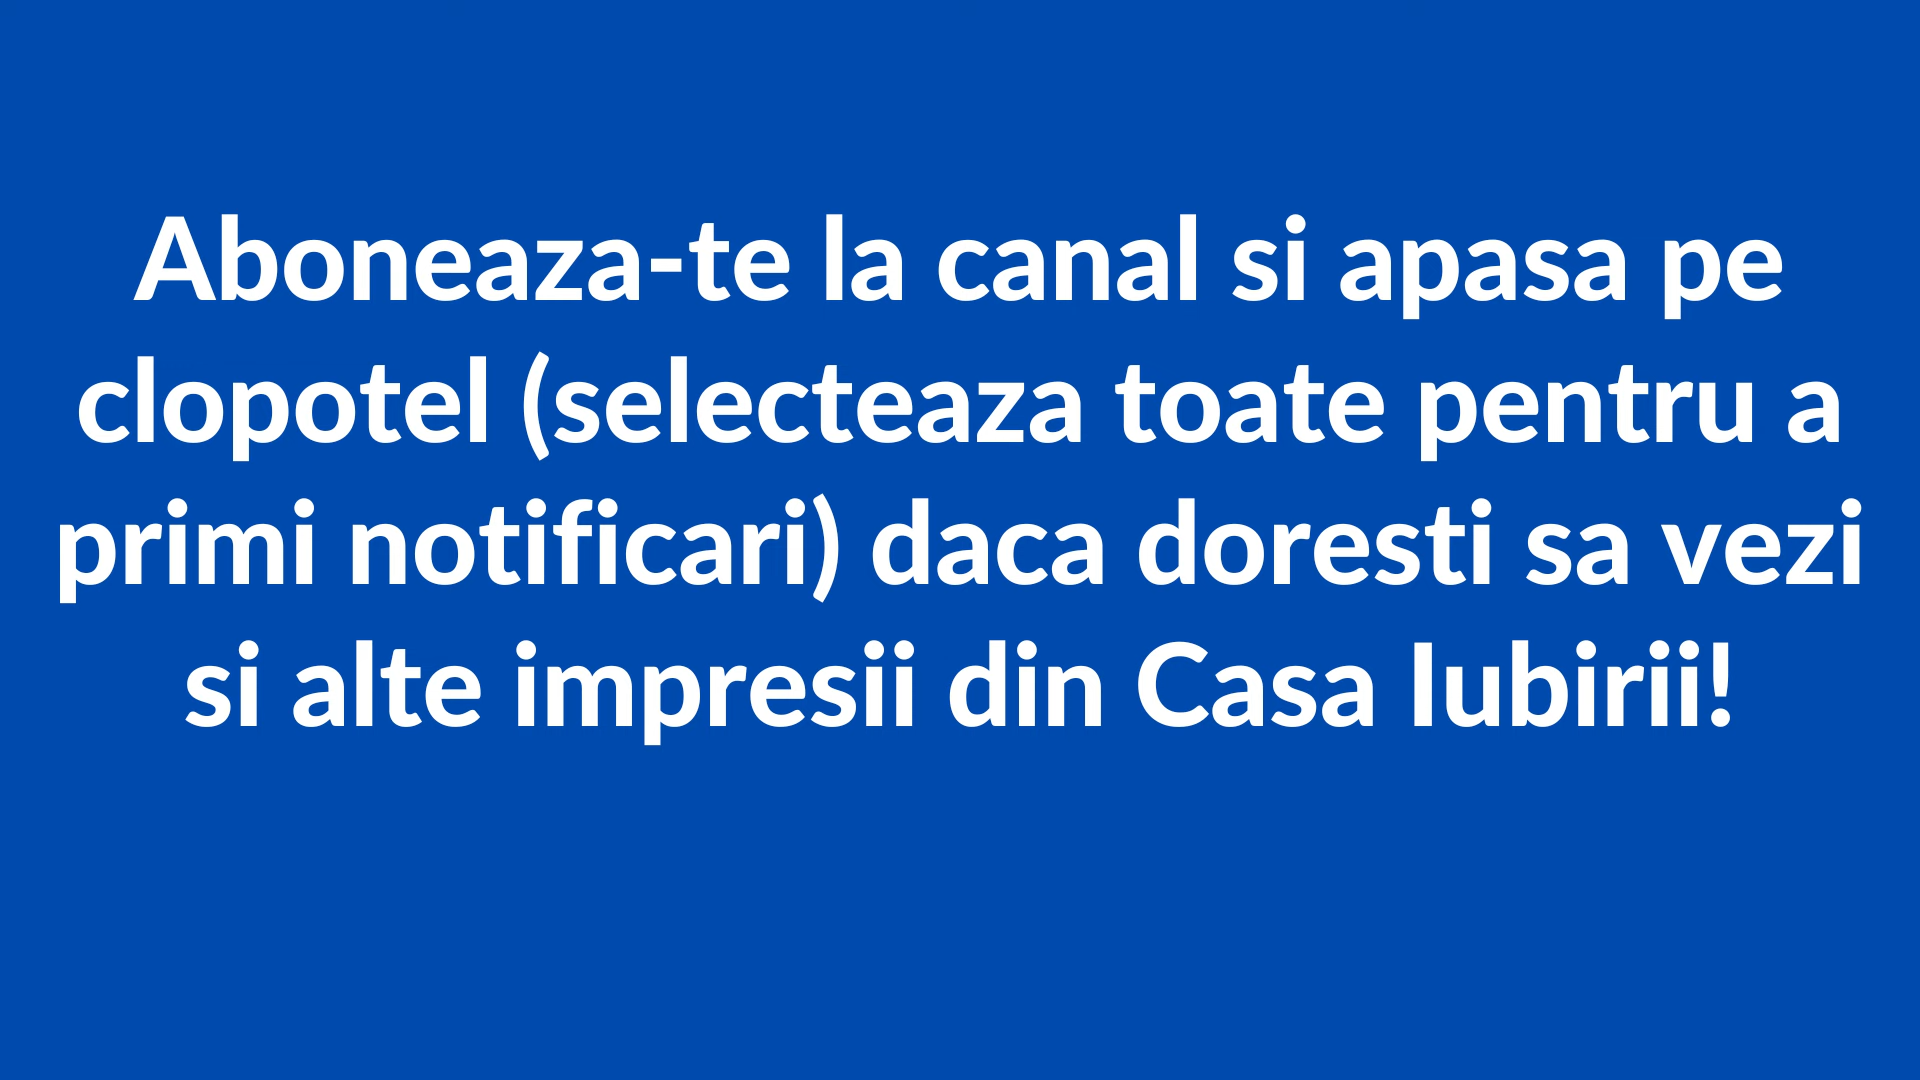 Aboneaza-te la canal si apasa pe
clopotel (selecteaza toate pentru a
primi notificari) daca doresti sa vezi
si alte impresii din Casa Iubirii!